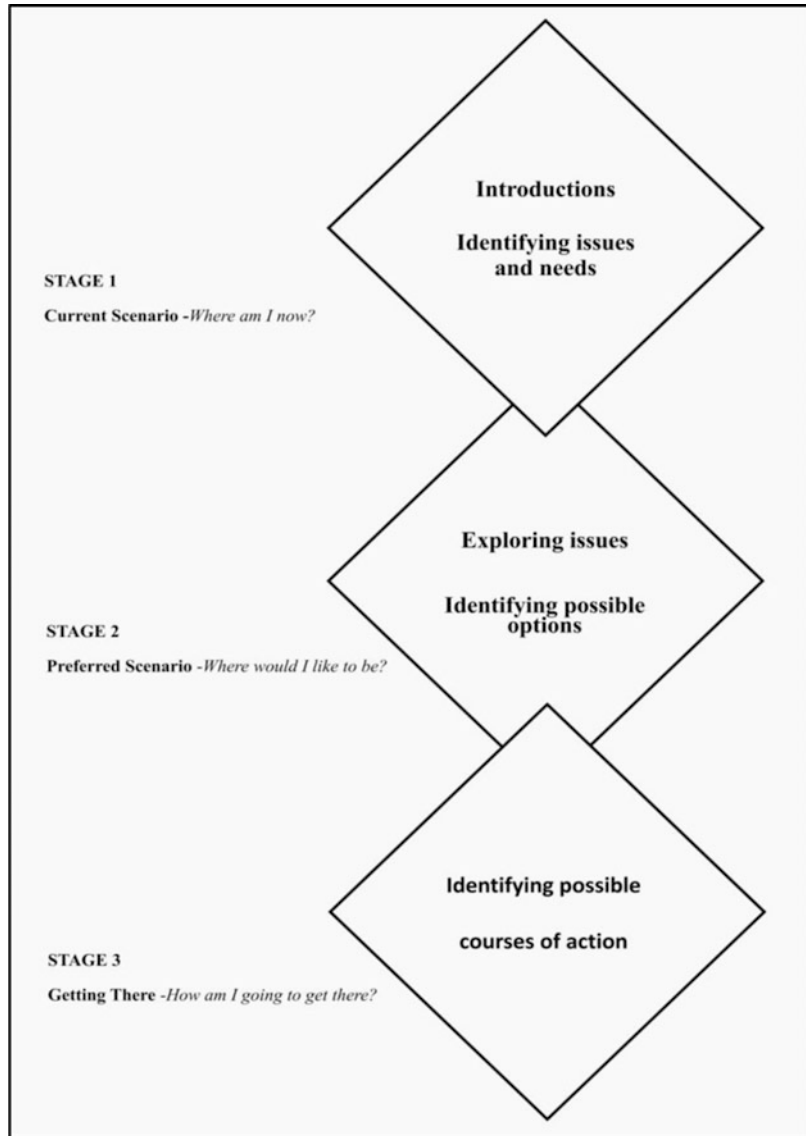 Introductions
Identifying issues
and needs
STAGE 1
Current Scenario -Where am I now?
Exploring issues
Identifying possible
options
STAGE 2
Preferred Scenario -Where would I like to be?
Identifying possible
courses of action
STAGE 3
Getting There -How am I going to get there?